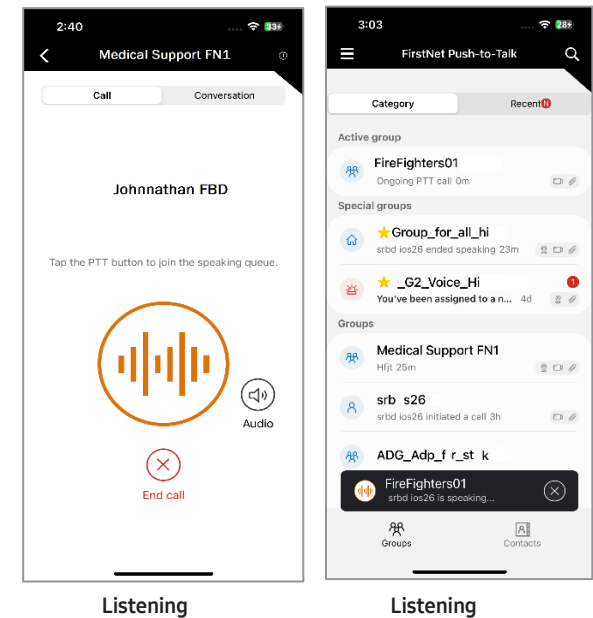 2:40
33
Medical Support FN1
Call
Conversation
Johnnathan FBD
Tap the PTT button to join the speaking queue.
Audio
End call
Listening
3:03
28
FirstNet Push-to-Talk
Category
Recent N
Active group
FireFighters01
Ongoing PTT call 0m
Special groups
Group_for_all_hi
srbd ios26 ended speaking 23m
_G2_Voice_Hi
1
You've been assigned to a n... 4d
Groups
Medical Support FN1
Hfjt 25m
srb s26
srbd ios26 initiated a call 3h
ADG_Adp_f r_st k
FireFighters01
srbd ios26 is speaking...
Groups
Contacts
Listening